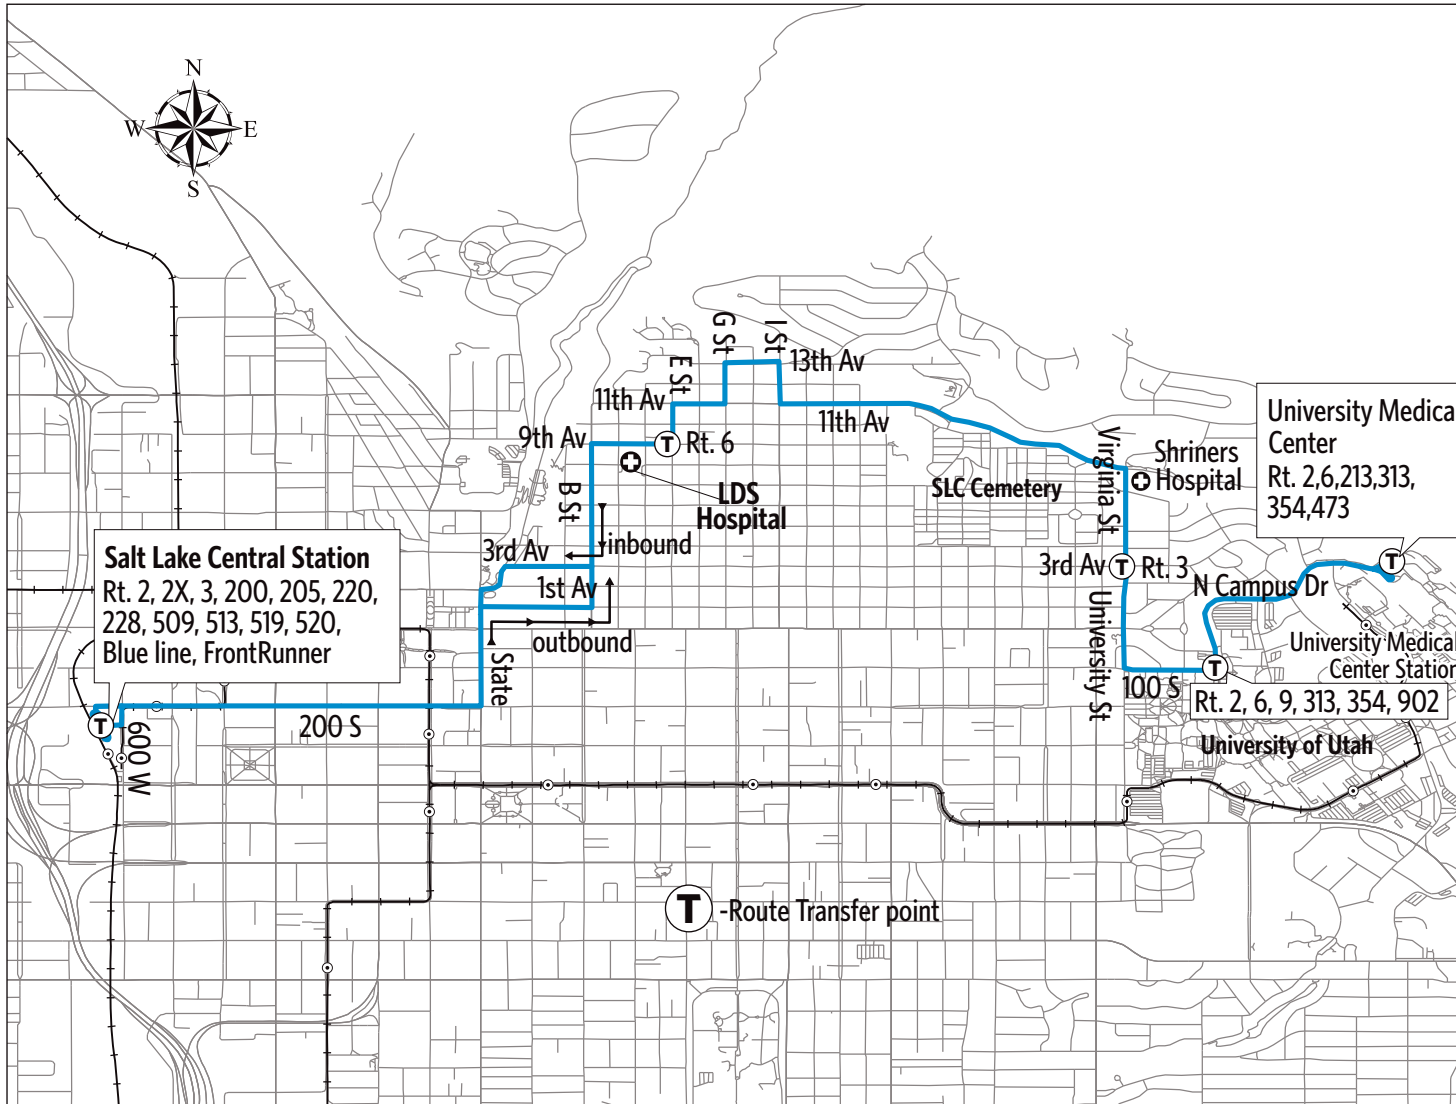 N
W
E
S
G St
I St
13th Av
E St
11th Av
11th Av
9th Av
T
Rt. 6
B St
LDS
Hospital
SLC Cemetery
Virginia St
Shriners
Hospital
University Medica
Center
Rt. 2,6,213,313,
354,473
T
inbound
3rd Av
1st Av
outbound
State
Salt Lake Central Station
Rt. 2, 2X, 3, 200, 205, 220,
228, 509, 513, 519, 520,
Blue line, FrontRunner
T
600 W
200 S
3rd Av
T
Rt. 3
N Campus Dr
University St
100 S
T
University Medica
Center Station
Rt. 2, 6, 9, 313, 354, 902
University of Utah
T
-Route Transfer point